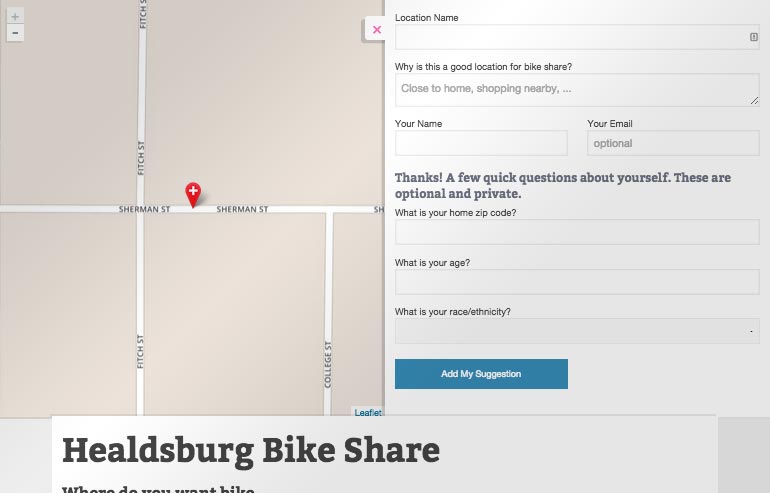 FITCH ST
FITCH ST
SHERMAN ST
SHERMAN ST
SH
FITCH ST
COLLEGE ST
Leaflet
Location Name
Why is this a good location for bike share?
Close to home, shopping nearby, ...
Your Name
Your Email
optional
Thanks! A few quick questions about yourself. These are
optional and private.
What is your home zip code?
What is your age?
What is your race/ethnicity?
Add My Suggestion
Healdsburg Bike Share
Where do you want bike